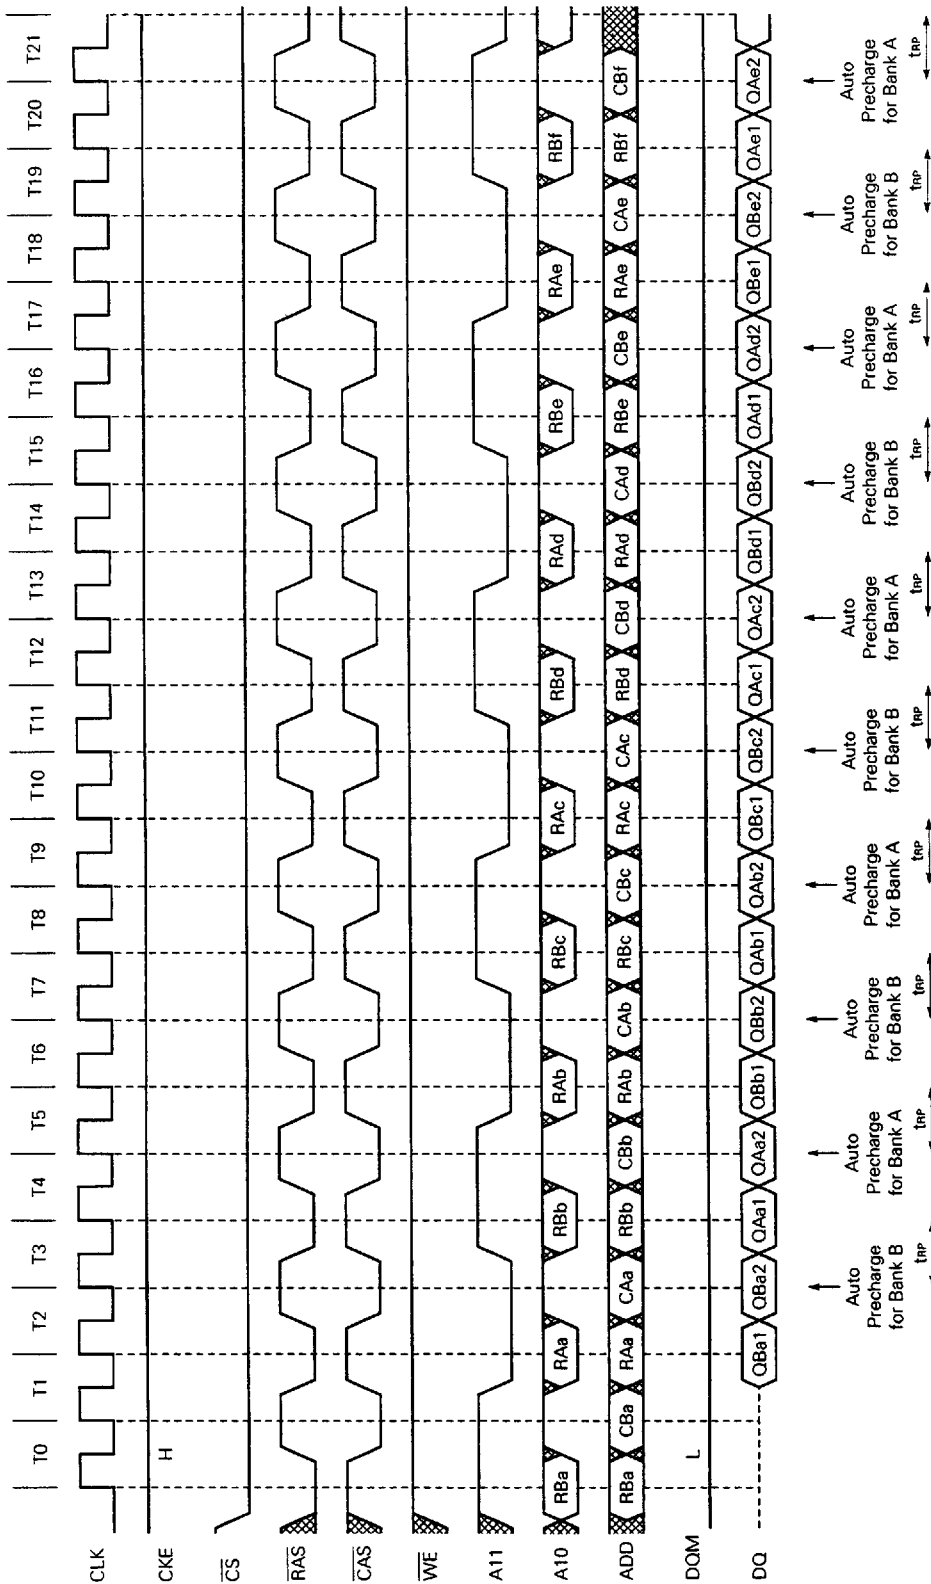 T0 T1 T2 T3 T4 T5 T6 T7 T8 T9 T10 T11 T12 T13 T14 T15 T16 T17 T18 T19 T20 T21
CLK
CKE H
CS
RAS
CAS
WE
A11
A10 RBa RAa RBb RAb RBc RAc RBd RAd RBe RAe RBf
ADD RBa CBa RAa CAa RBb CBb RAb CAb RBc CBc RAc CAc RBd CBd RAd CAd RBe CBe RAe CAe RBf CBf
DQM L
DQ QBa1 QBa2 QAa1 QAa2 QBb1 QBb2 QAb1 QAb2 QBc1 QBc2 QAc1 QAc2 QBd1 QBd2 QAd1 QAd2 QBe1 QBe2 QAe1 QAe2
Auto Auto Auto Auto Auto Auto Auto Auto Auto Auto
Precharge Precharge Precharge Precharge Precharge Precharge Precharge Precharge Precharge Precharge
for Bank B for Bank A for Bank B for Bank A for Bank B for Bank A for Bank B for Bank A for Bank B for Bank A
tRP tRP tRP tRP tRP tRP tRP tRP tRP tRP